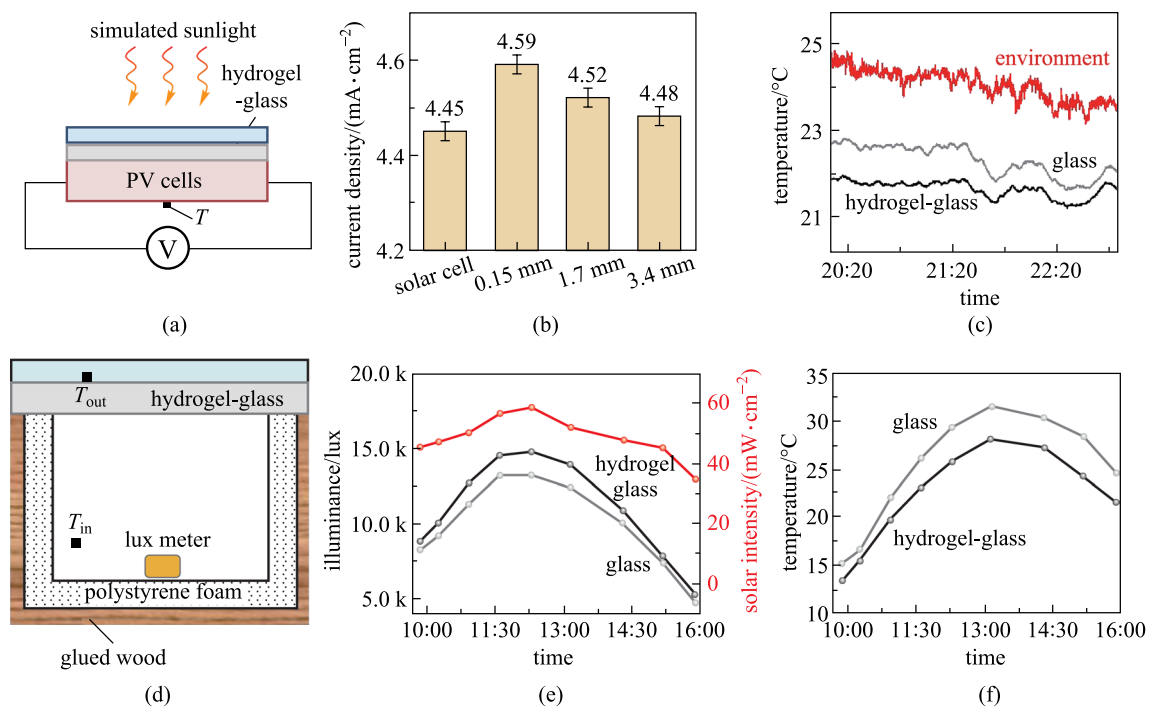 simulated sunlight
hydrogel
-glass
PV cells
T
V
(a)
current density/(mA · cm⁻²)
4.6
4.4
4.2
4.45
4.59
4.52
4.48
solar cell
0.15 mm
1.7 mm
3.4 mm
(b)
temperature/°C
25
23
21
environment
glass
hydrogel-glass
20:20
21:20
22:20
time
(c)
T_out
hydrogel-glass
T_in
lux meter
polystyrene foam
glued wood
(d)
illuminance/lux
20.0 k
15.0 k
10.0 k
5.0 k
hydrogel
glass
glass
60
40
20
0
solar intensity/(mW · cm⁻²)
10:00
11:30
13:00
14:30
16:00
time
(e)
temperature/°C
35
30
25
20
15
10
glass
hydrogel-glass
10:00
11:30
13:00
14:30
16:00
time
(f)